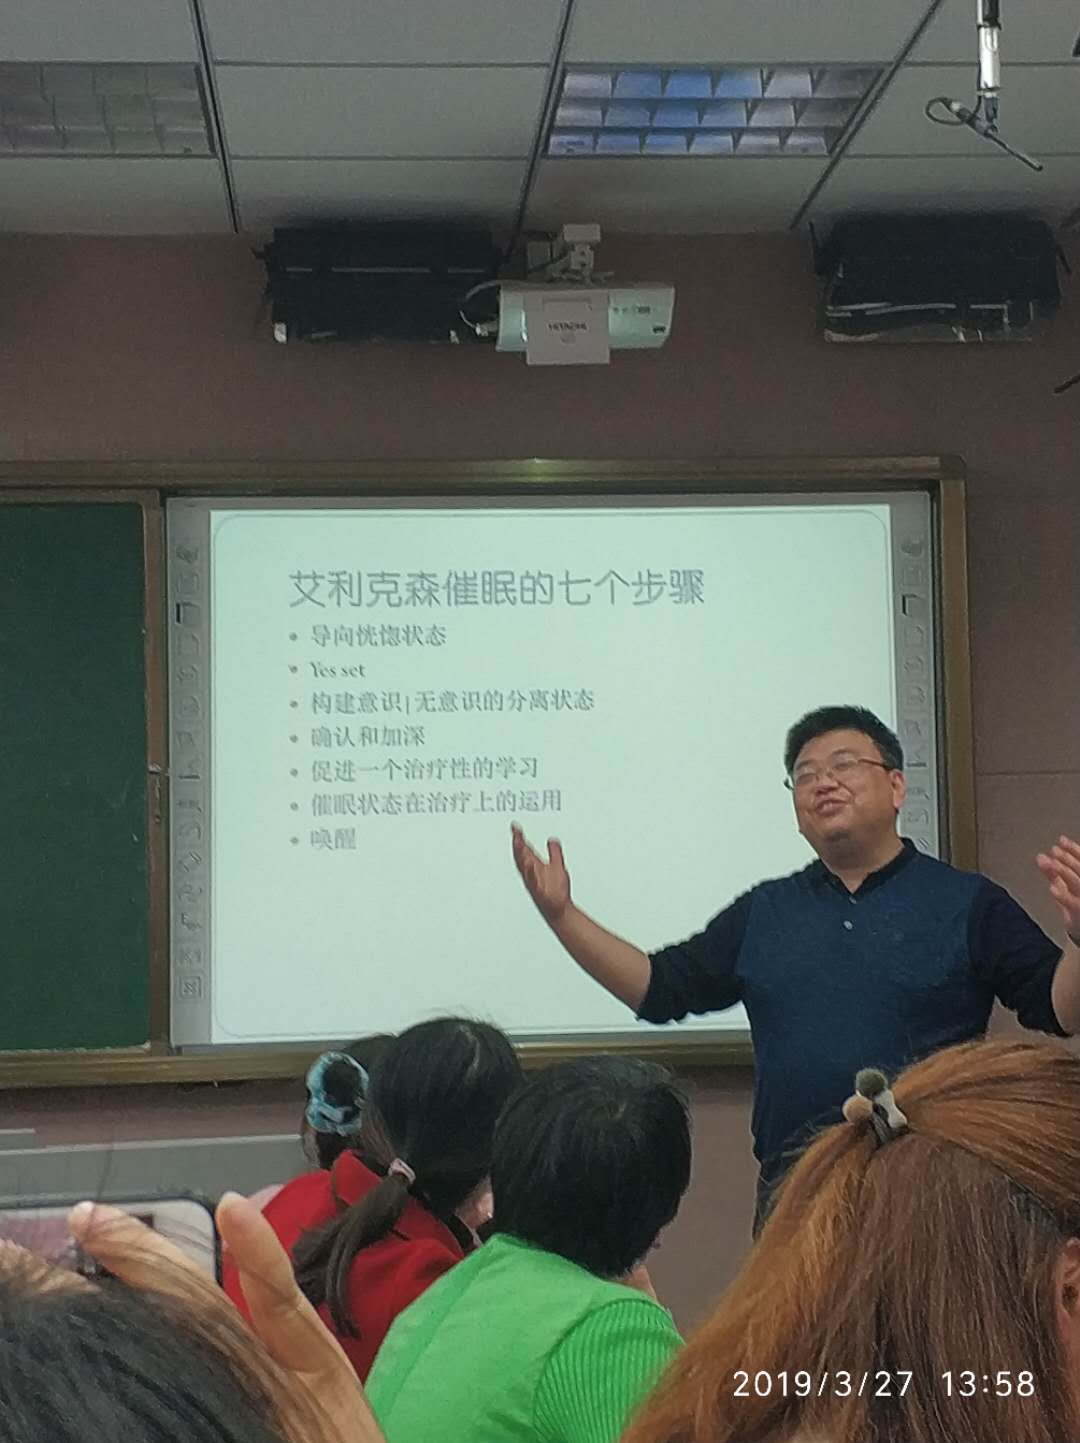 HITACHI
艾利克森催眠的七个步骤
• 导向恍惚状态
• Yes set
• 构建意识|无意识的分离状态
• 确认和加深
• 促进一个治疗性的学习
• 催眠状态在治疗上的运用
• 唤醒
2019/3/27 13:58